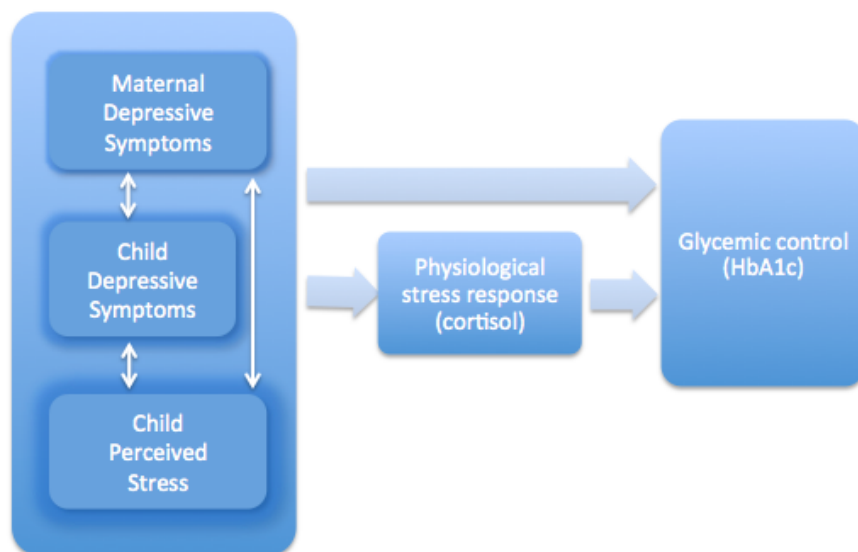 Maternal
Depressive
Symptoms
Child
Depressive
Symptoms
Child
Perceived
Stress
Physiological
stress response
(cortisol)
Glycemic control
(HbA1c)